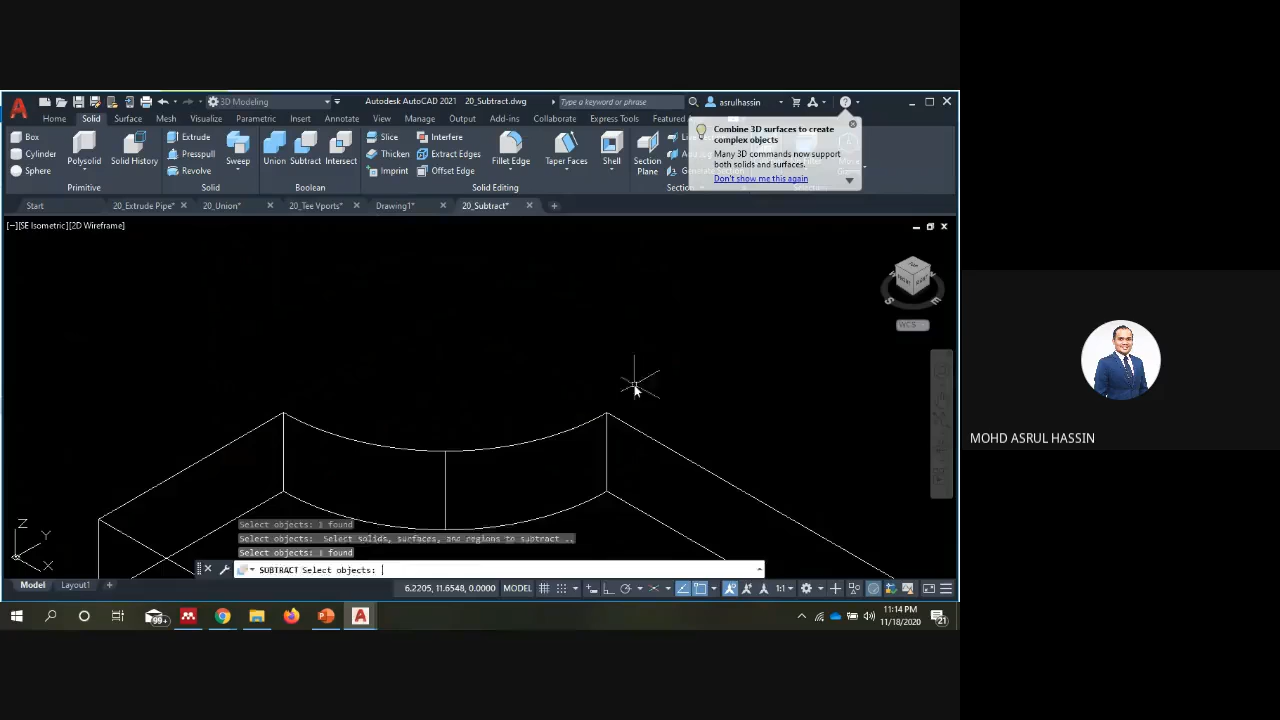 3D Modeling
Autodesk AutoCAD 2021 20_Subtract.dwg
Type a keyword or phrase
asrulhassin
Home Solid Surface Mesh Visualize Parametric Insert Annotate View Manage Output Add-ins Collaborate Express Tools Featured
Box
Cylinder
Sphere
Primitive
Polysolid
Solid History
Extrude
Presspull
Revolve
Sweep
Solid
Union
Subtract
Intersect
Boolean
Slice
Thicken
Imprint
Interfere
Extract Edges
Offset Edge
Fillet Edge
Taper Faces
Shell
Solid Editing
Section
Plane
Combine 3D surfaces to create
complex objects
Many 3D commands now support
both solids and surfaces.
Don't show me this again
Start 20_Extrude Pipe* 20_Union* 20_Tee Vports* Drawing1* 20_Subtract*
[−][SE Isometric][2D Wireframe]
TOP
FRONT
RIGHT
S
E
WCS
Z
Y
X
Select objects: 1 found
Select objects: Select solids, surfaces, and regions to subtract ..
Select objects: 1 found
SUBTRACT Select objects:
Model Layout1
6.2205, 11.6548, 0.0000 MODEL
1:1
99+
11:14 PM
11/18/2020
21
MOHD ASRUL HASSIN